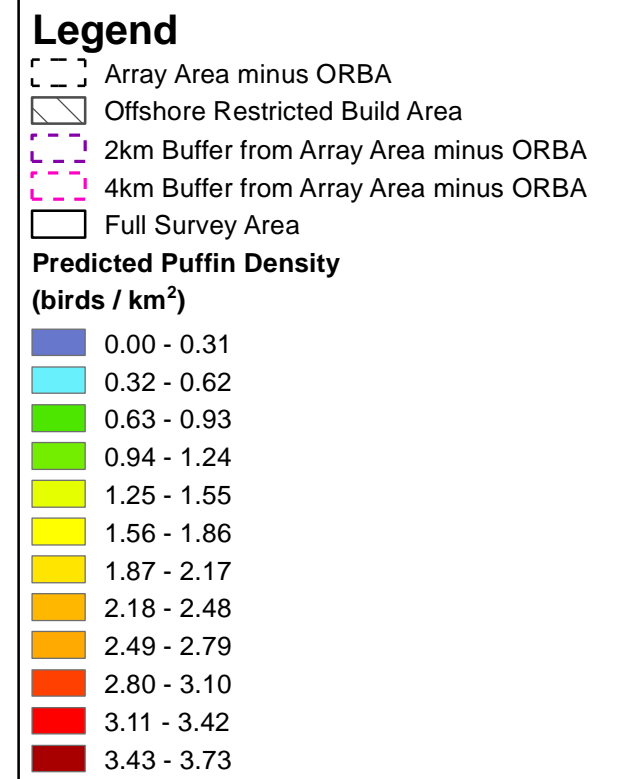 Legend
Array Area minus ORBA
Offshore Restricted Build Area
2km Buffer from Array Area minus ORBA
4km Buffer from Array Area minus ORBA
Full Survey Area
Predicted Puffin Density
(birds / km²)
0.00 - 0.31
0.32 - 0.62
0.63 - 0.93
0.94 - 1.24
1.25 - 1.55
1.56 - 1.86
1.87 - 2.17
2.18 - 2.48
2.49 - 2.79
2.80 - 3.10
3.11 - 3.42
3.43 - 3.73